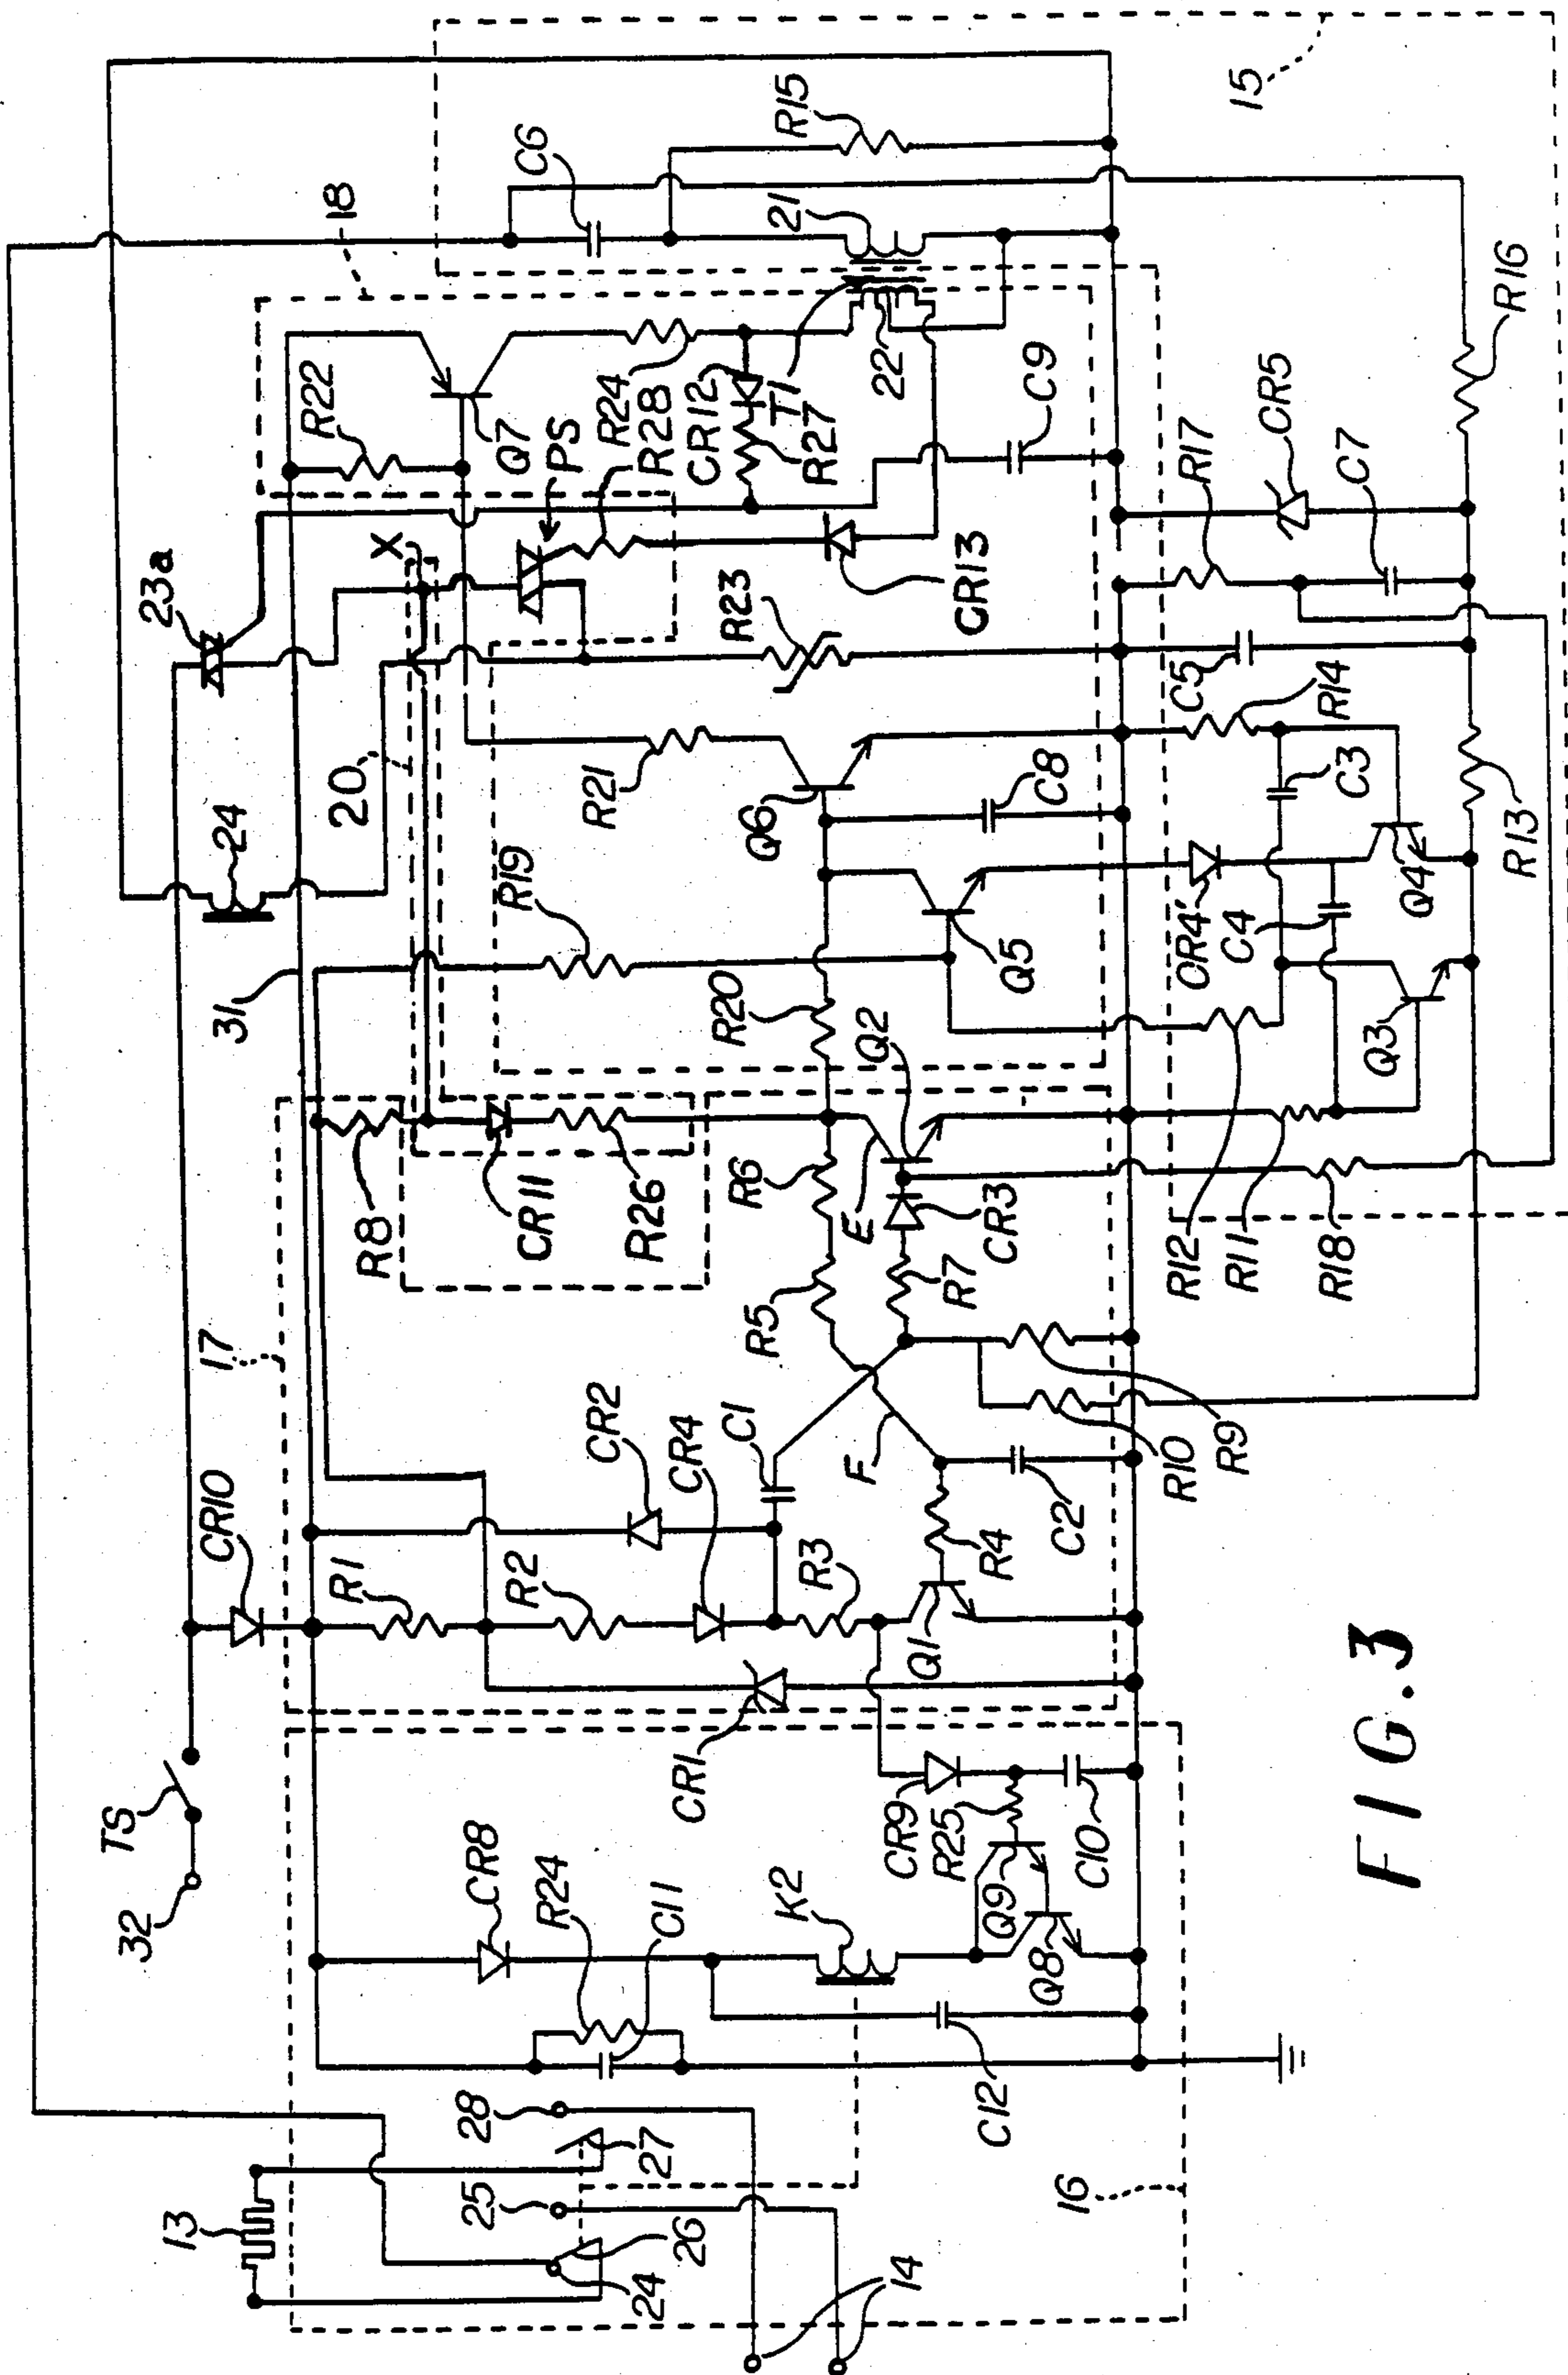 13
14
16
24
25
26
27
28
32
TS
CR8
R24
C11
K2
C12
Q8
Q9
R25
CR9
C10
17
CR10
R1
R2
CR1
CR2
CR4
C1
R3
Q1
R4
C2
F
R5
R6
R7
CR3
E
Q2
R8
CR11
R26
R9
R10
R11
R12
R18
31
24
20
R19
R20
R21
Q5
Q6
C8
23a
X
PS
R23
CR13
18
R22
Q7
R24
R28
CR12
T1
R27
22
21
C9
C6
R15
15
R16
CR5
R17
C7
C5
R14
C3
CR4'
C4
Q4
Q3
R13
FIG. 3